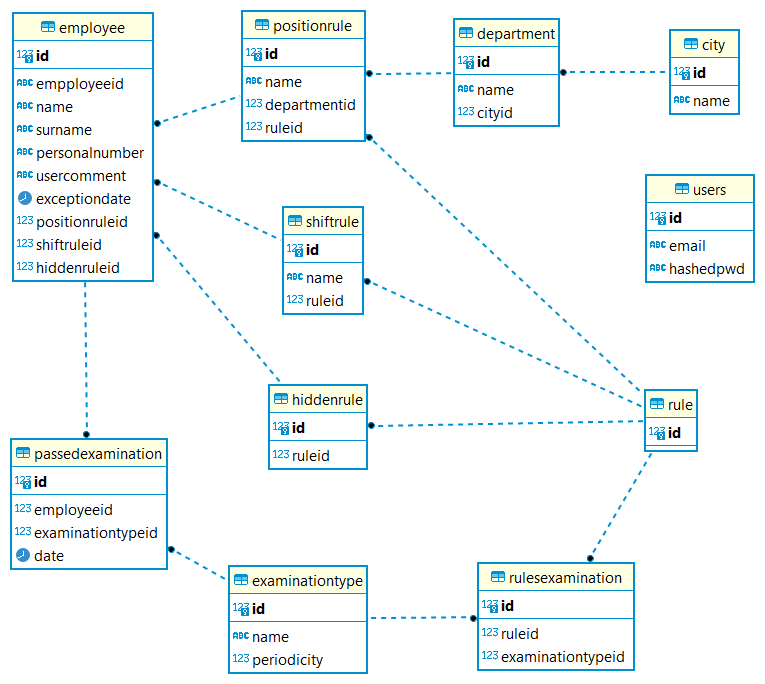 employee
123 id
ABC empployeeid
ABC name
ABC surname
ABC personalnumber
ABC usercomment
exceptiondate
123 positionruleid
123 shiftruleid
123 hiddenruleid
positionrule
123 id
ABC name
123 departmentid
123 ruleid
department
123 id
ABC name
123 cityid
city
123 id
ABC name
users
123 id
ABC email
ABC hashedpwd
shiftrule
123 id
ABC name
123 ruleid
hiddenrule
123 id
123 ruleid
rule
123 id
passedexamination
123 id
123 employeeid
123 examinationtypeid
date
examinationtype
123 id
ABC name
123 periodicity
rulesexamination
123 id
123 ruleid
123 examinationtypeid